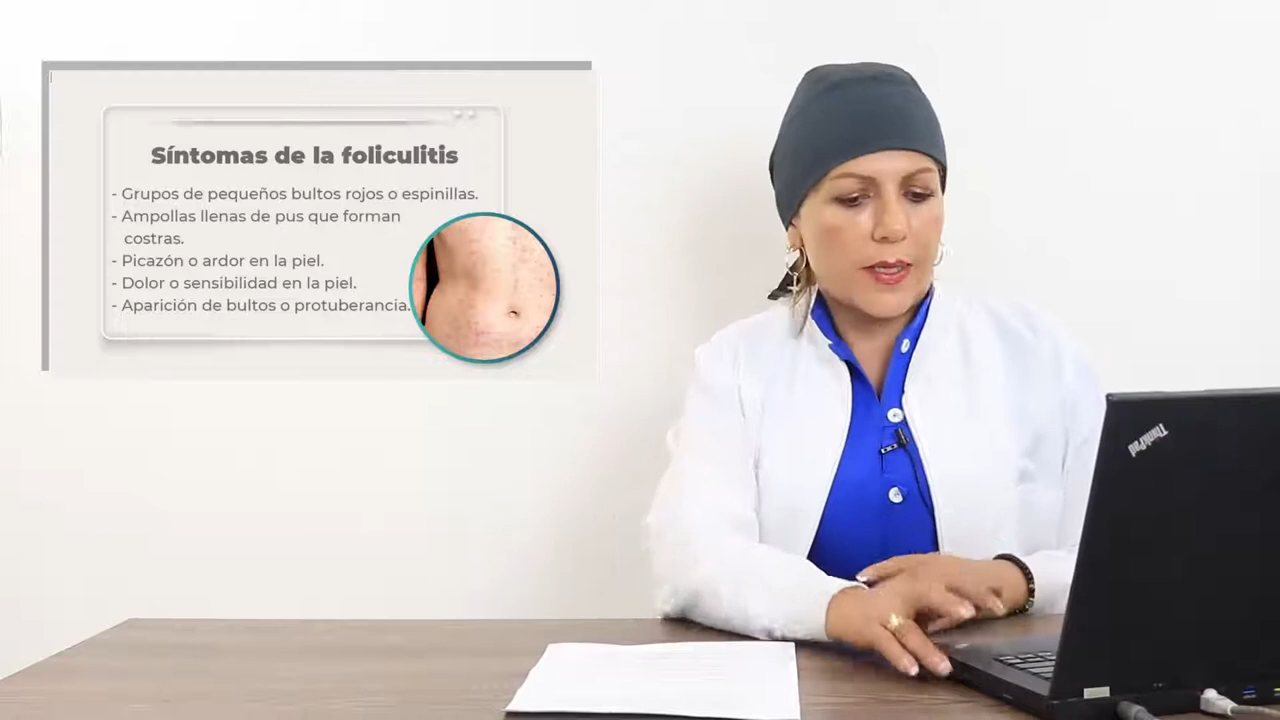 Síntomas de la foliculitis
- Grupos de pequeños bultos rojos o espinillas.
- Ampollas llenas de pus que forman
costras.
- Picazón o ardor en la piel.
- Dolor o sensibilidad en la piel.
- Aparición de bultos o protuberancia.
ThinkPad